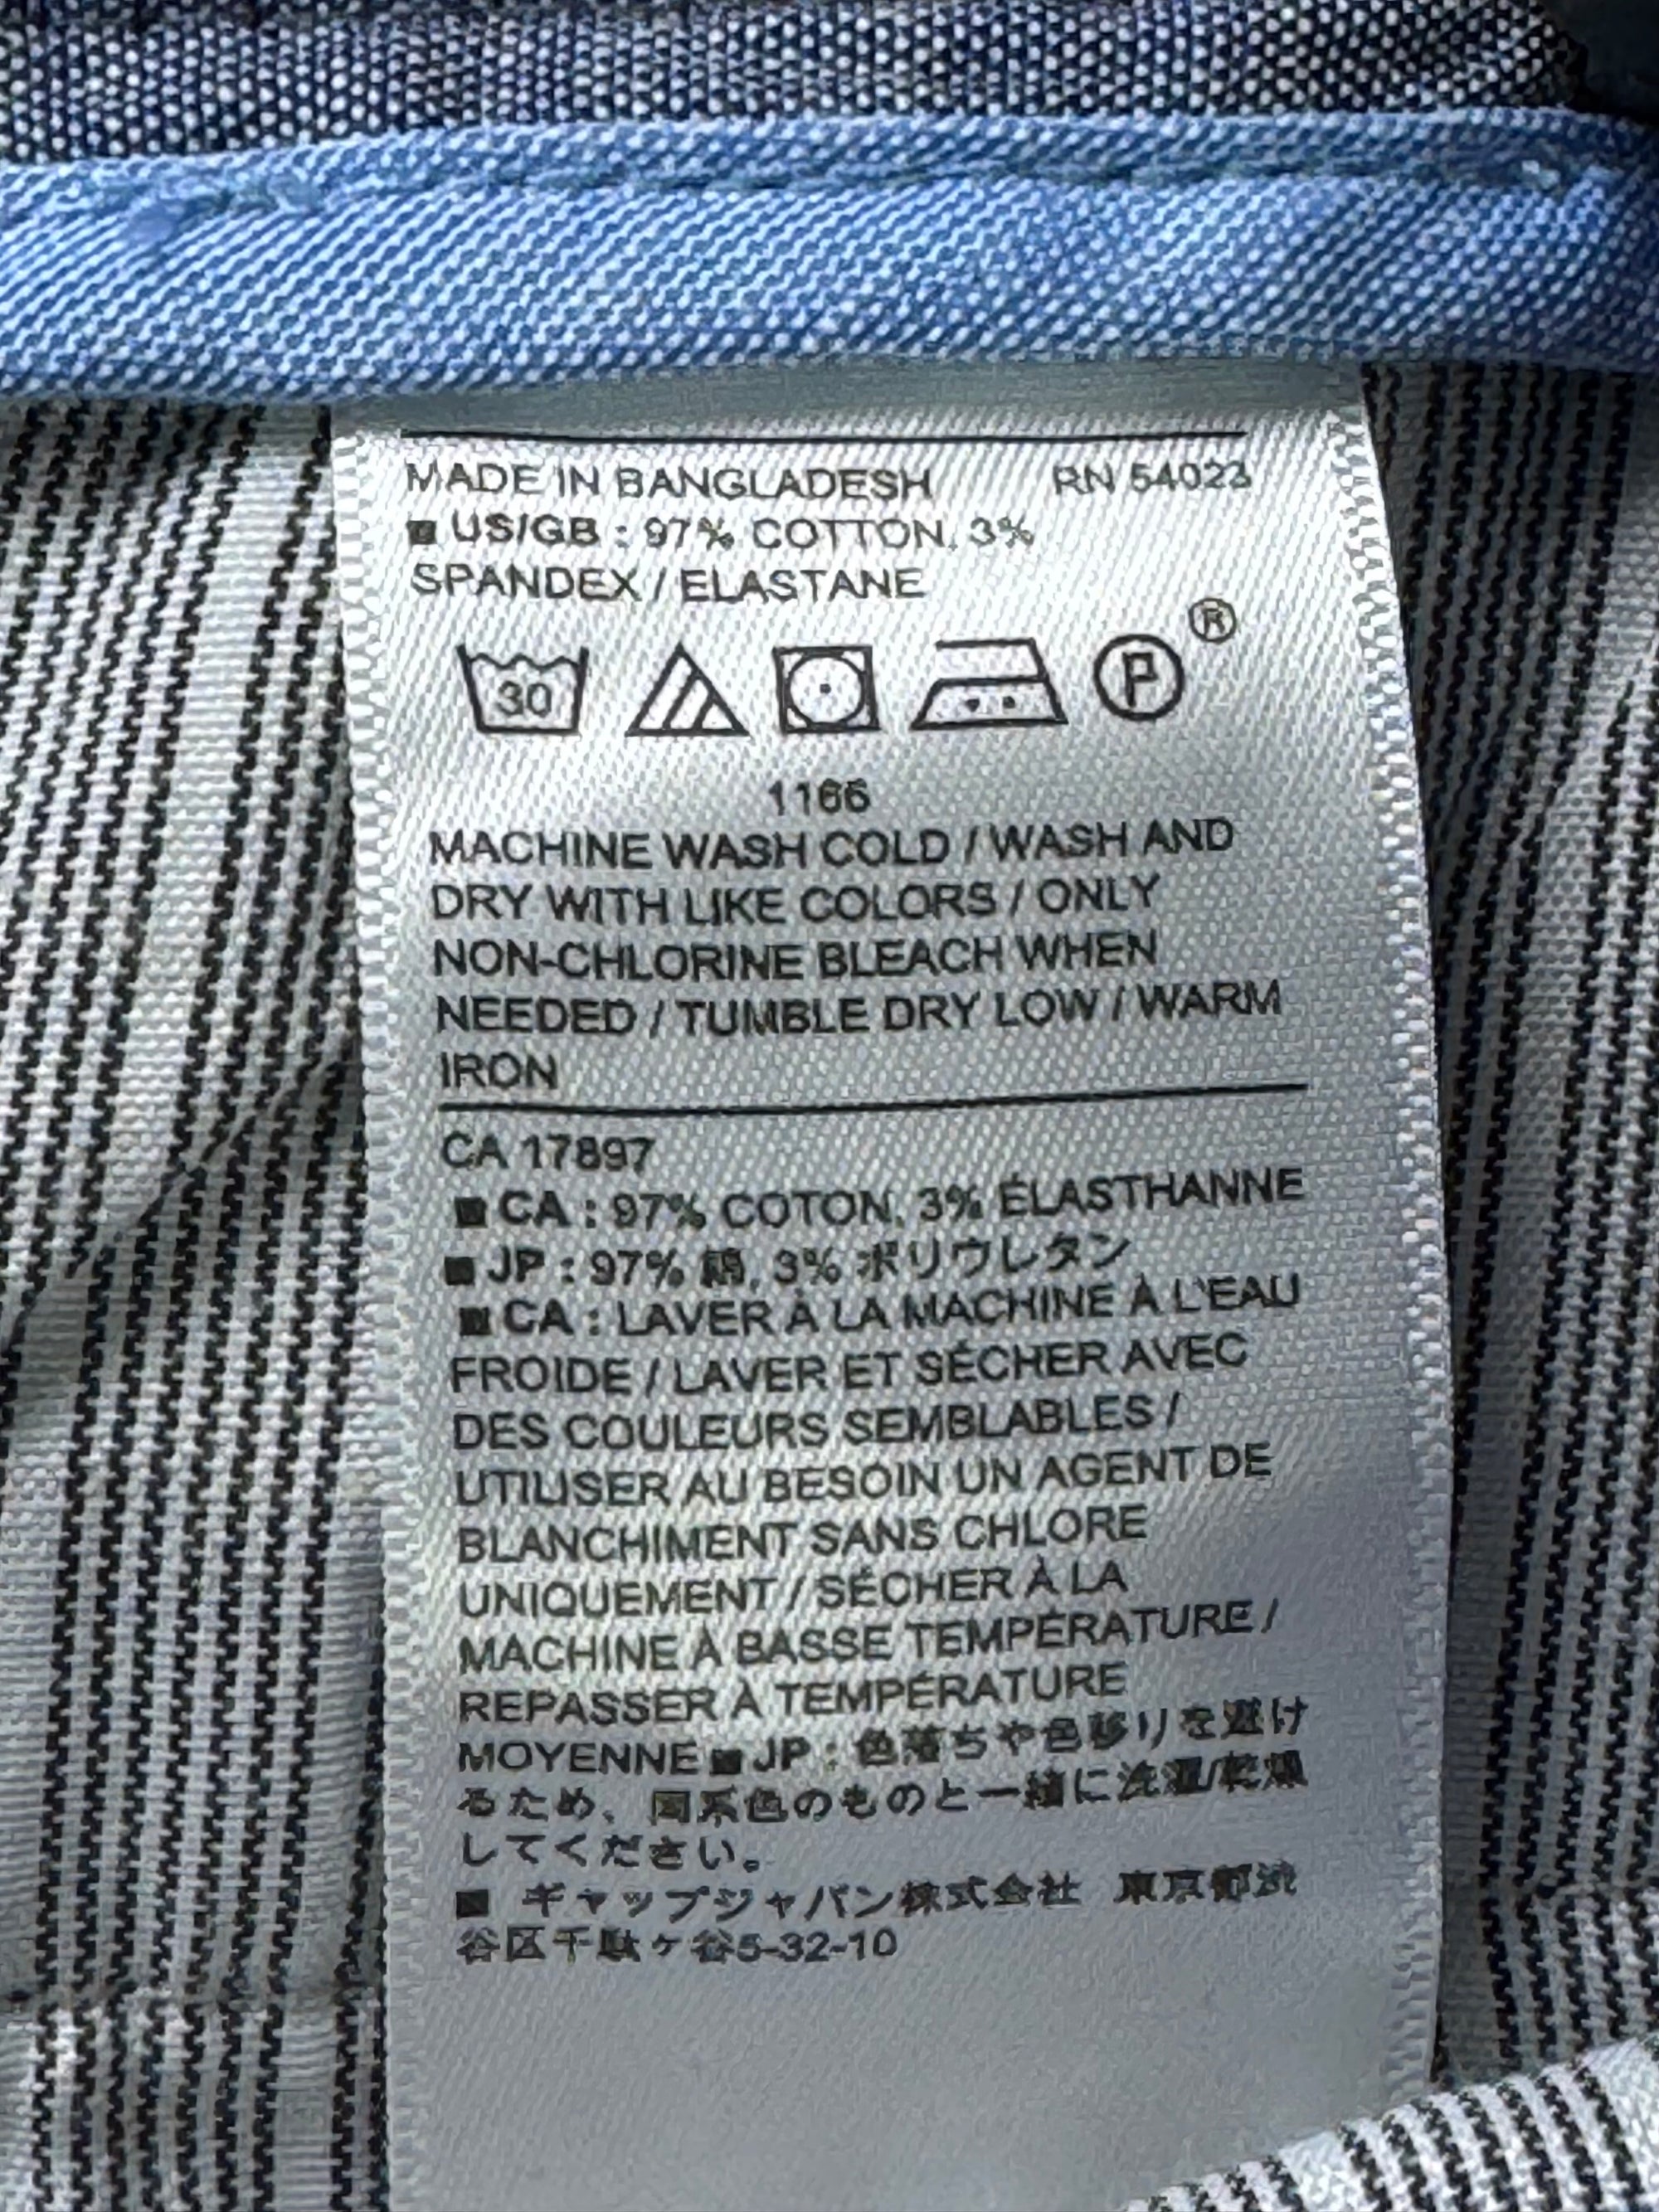 MADE IN BANGLADESH RN 54023
■ US/GB : 97% COTTON, 3%
SPANDEX / ELASTANE
30 P ®
1166
MACHINE WASH COLD / WASH AND
DRY WITH LIKE COLORS / ONLY
NON-CHLORINE BLEACH WHEN
NEEDED / TUMBLE DRY LOW / WARM
IRON
CA 17897
■ CA : 97% COTON, 3% ÉLASTHANNE
■ JP : 97% 綿, 3% ポリウレタン
■ CA : LAVER À LA MACHINE À L'EAU
FROIDE / LAVER ET SÉCHER AVEC
DES COULEURS SEMBLABLES /
UTILISER AU BESOIN UN AGENT DE
BLANCHIMENT SANS CHLORE
UNIQUEMENT / SÉCHER À LA
MACHINE À BASSE TEMPÉRATURE /
REPASSER À TEMPÉRATURE
MOYENNE ■ JP : 色落ちや色移りを避け
るため、同系色のものと一緒に洗濯/乾燥
してください。
■ ギャップジャパン株式会社 東京都渋
谷区千駄ヶ谷5-32-10